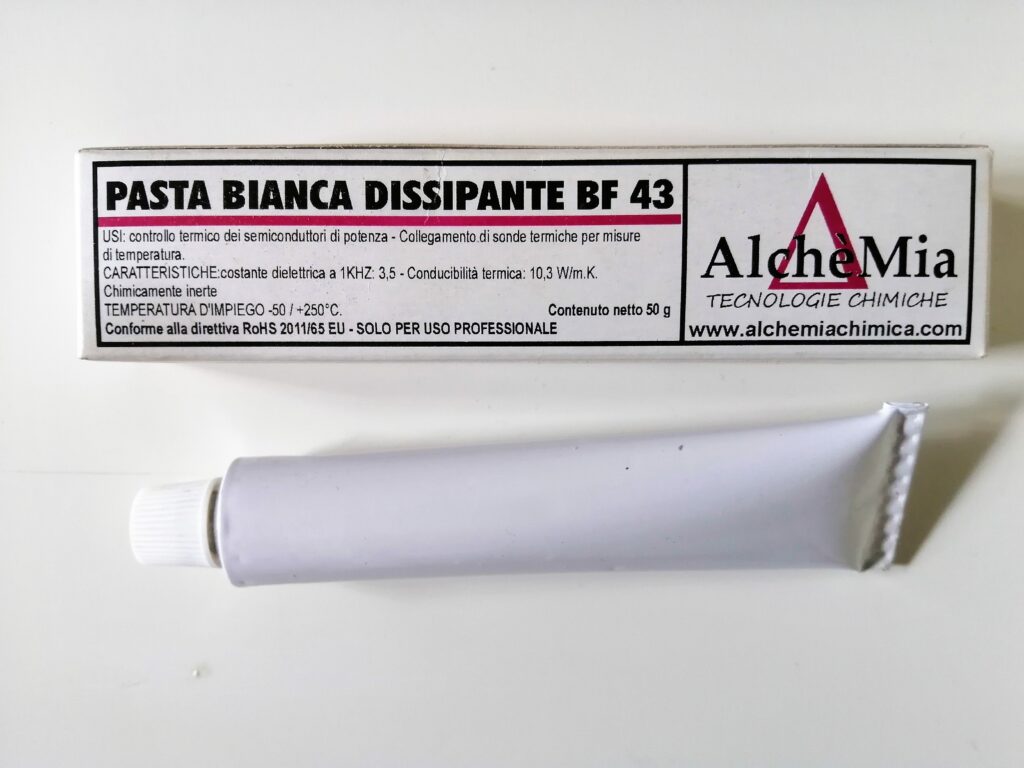 PASTA BIANCA DISSIPANTE BF 43
USI: controllo termico dei semiconduttori di potenza - Collegamento di sonde termiche per misure
di temperatura.
CARATTERISTICHE:costante dielettrica a 1KHZ: 3,5 - Conducibilità termica: 10,3 W/m.K.
Chimicamente inerte
TEMPERATURA D'IMPIEGO -50 / +250°C.
Contenuto netto 50 g
Conforme alla direttiva RoHS 2011/65 EU - SOLO PER USO PROFESSIONALE
AlchèMia
TECNOLOGIE CHIMICHE
www.alchemiachimica.com